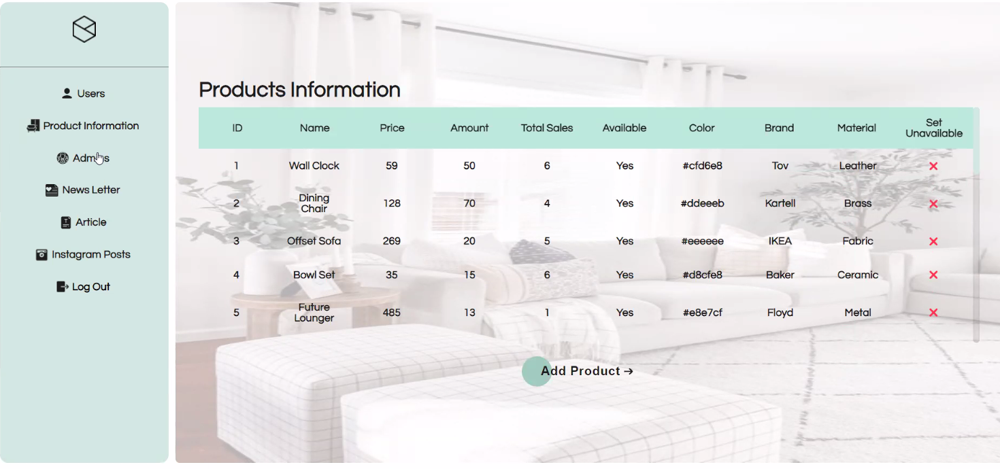 Users
Product Information
Admins
News Letter
Article
Instagram Posts
Log Out
Products Information
ID Name Price Amount Total Sales Available Color Brand Material Set Unavailable
1 Wall Clock 59 50 6 Yes #cfd6e8 Tov Leather
2 Dining Chair 128 70 4 Yes #ddeeeb Kartell Brass
3 Offset Sofa 269 20 5 Yes #eeeeee IKEA Fabric
4 Bowl Set 35 15 6 Yes #d8cfe8 Baker Ceramic
5 Future Lounger 485 13 1 Yes #e8e7cf Floyd Metal
Add Product →